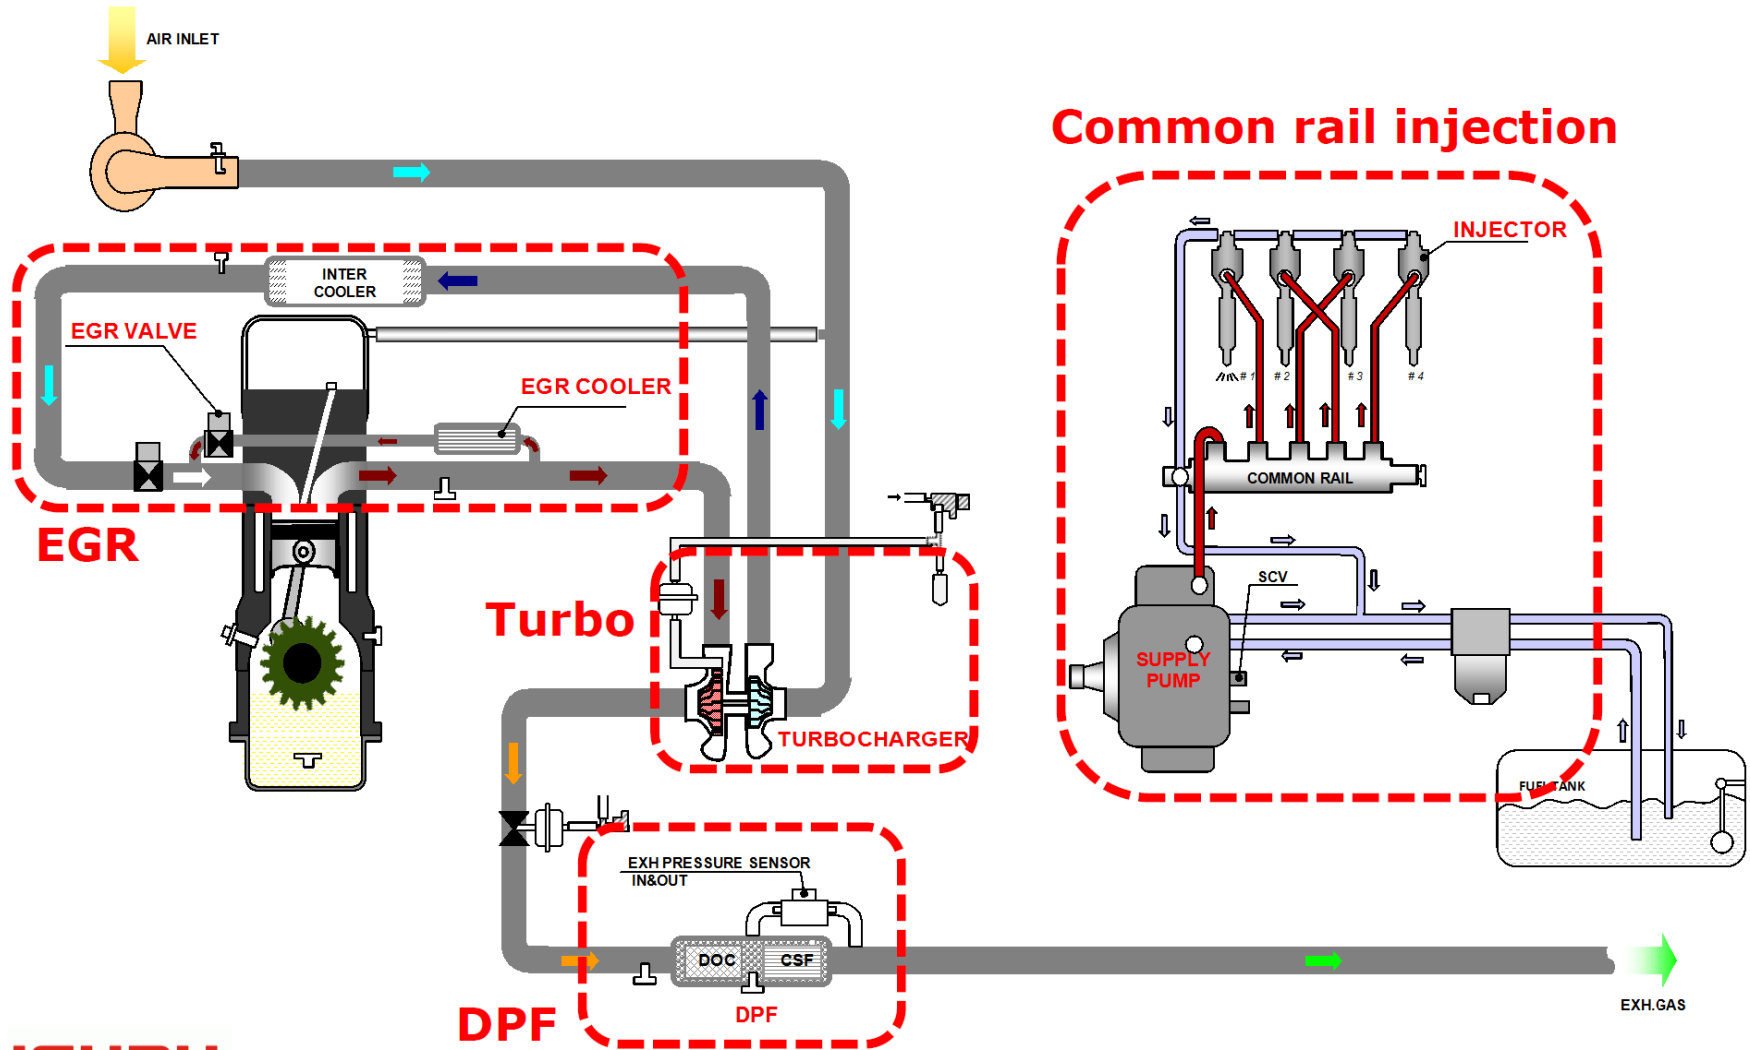 AIR INLET
Common rail injection
INJECTOR
INTER
COOLER
EGR VALVE
EGR COOLER
# 1
# 2
# 3
# 4
COMMON RAIL
EGR
SCV
Turbo
SUPPLY
PUMP
TURBOCHARGER
FUEL TANK
EXH PRESSURE SENSOR
IN&OUT
DOC
CSF
DPF
DPF
EXH.GAS